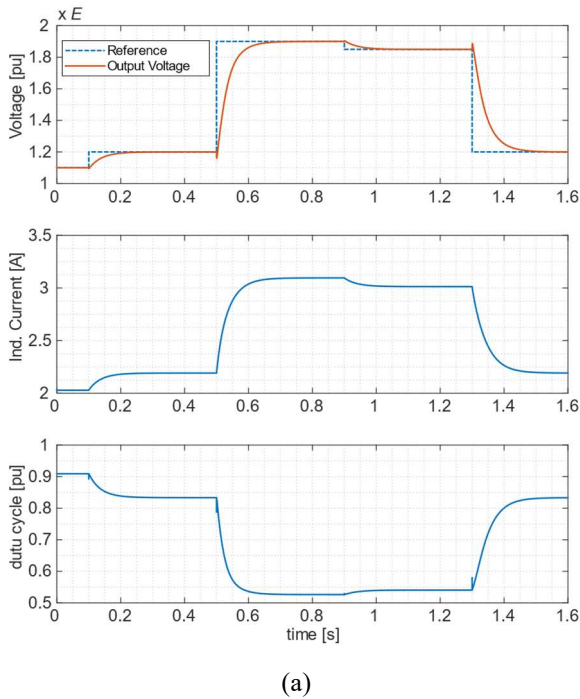 x E
2
1.8
1.6
1.4
1.2
1
Voltage [pu]
Reference
Output Voltage
0 0.2 0.4 0.6 0.8 1 1.2 1.4 1.6
3.5
3
2.5
2
Ind. Current [A]
0 0.2 0.4 0.6 0.8 1 1.2 1.4 1.6
1
0.9
0.8
0.7
0.6
0.5
dutu cycle [pu]
0 0.2 0.4 0.6 0.8 1 1.2 1.4 1.6
time [s]
(a)